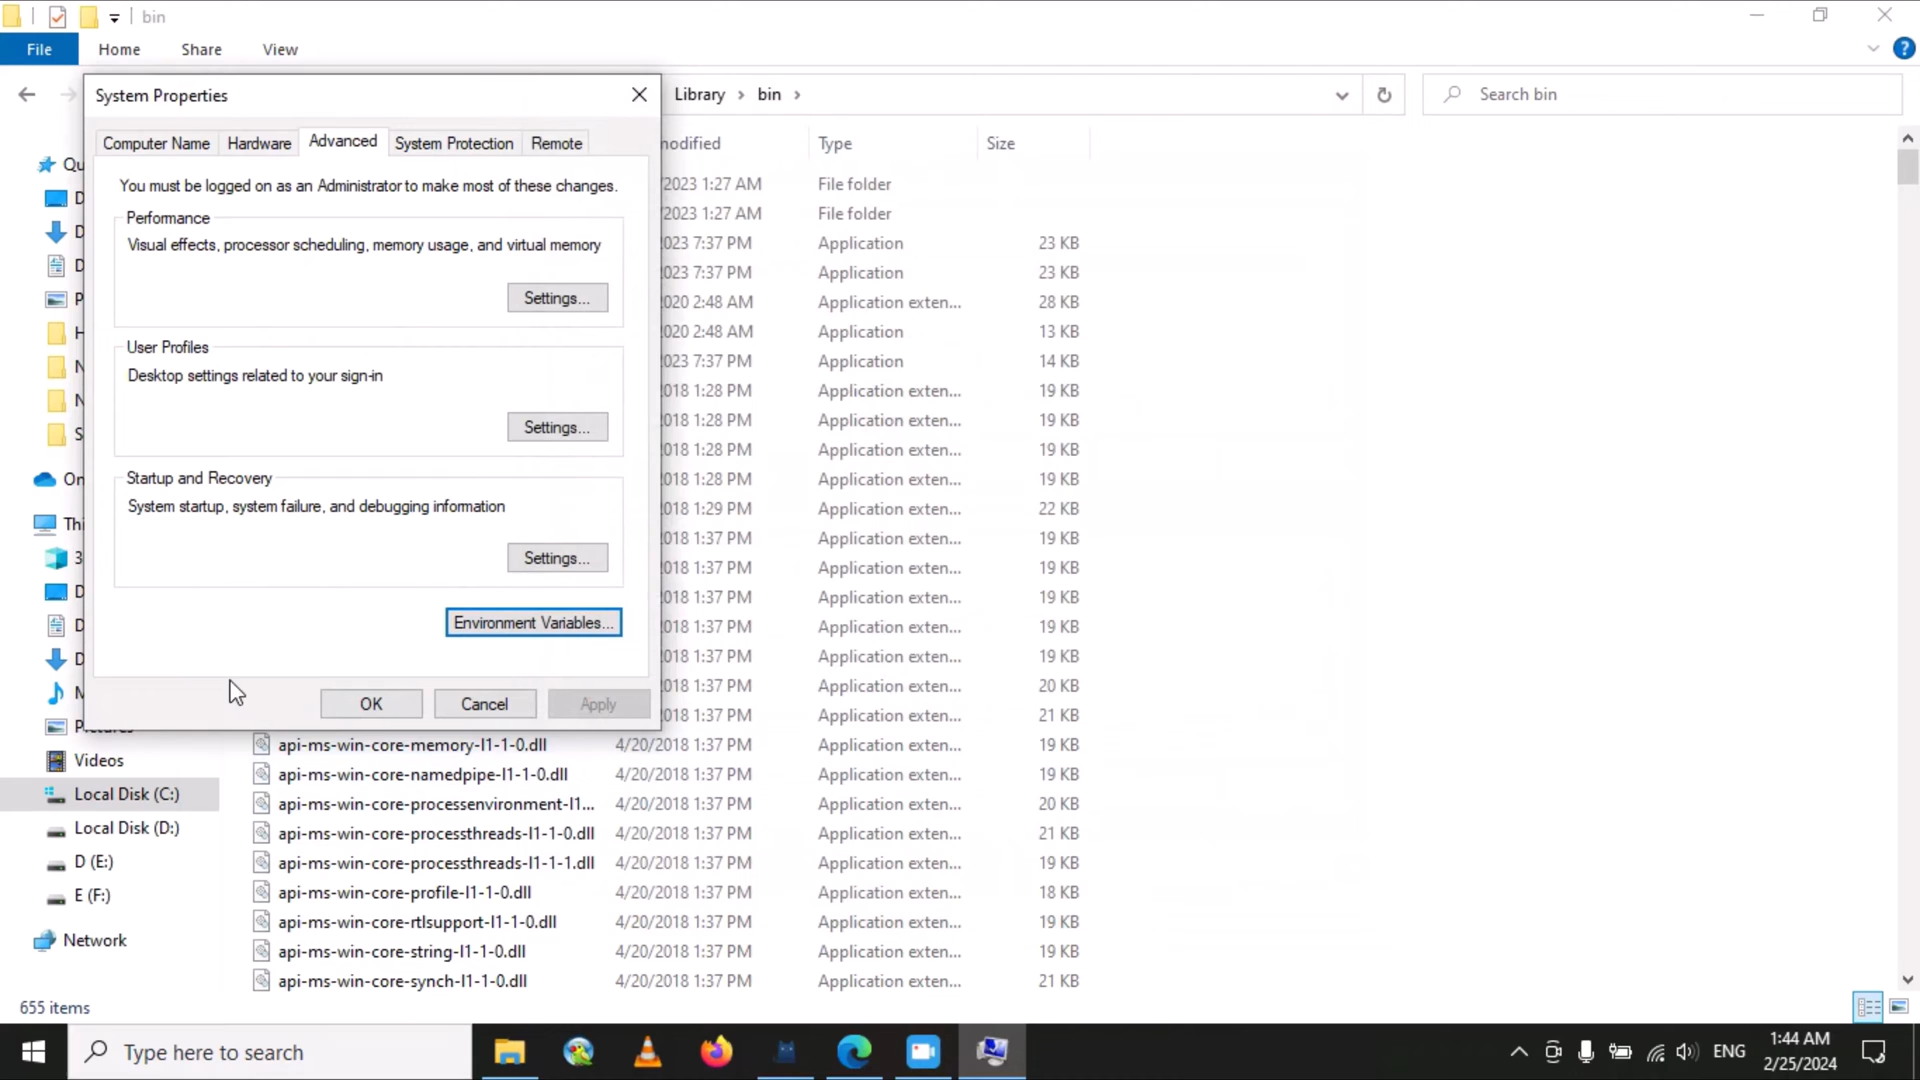 bin
File Home Share View
System Properties
Library bin
Search bin
Computer Name Hardware Advanced System Protection Remote
You must be logged on as an Administrator to make most of these changes.
Performance
Visual effects, processor scheduling, memory usage, and virtual memory
Settings...
User Profiles
Desktop settings related to your sign-in
Settings...
Startup and Recovery
System startup, system failure, and debugging information
Settings...
Environment Variables...
OK Cancel Apply
Type Size
2023 1:27 AM File folder
2023 1:27 AM File folder
023 7:37 PM Application 23 KB
023 7:37 PM Application 23 KB
020 2:48 AM Application exten... 28 KB
020 2:48 AM Application 13 KB
023 7:37 PM Application 14 KB
018 1:28 PM Application exten... 19 KB
018 1:28 PM Application exten... 19 KB
018 1:28 PM Application exten... 19 KB
018 1:28 PM Application exten... 19 KB
018 1:29 PM Application exten... 22 KB
018 1:37 PM Application exten... 19 KB
018 1:37 PM Application exten... 19 KB
018 1:37 PM Application exten... 19 KB
018 1:37 PM Application exten... 19 KB
018 1:37 PM Application exten... 19 KB
018 1:37 PM Application exten... 20 KB
018 1:37 PM Application exten... 21 KB
api-ms-win-core-memory-l1-1-0.dll 4/20/2018 1:37 PM Application exten... 19 KB
api-ms-win-core-namedpipe-l1-1-0.dll 4/20/2018 1:37 PM Application exten... 19 KB
api-ms-win-core-processenvironment-l1... 4/20/2018 1:37 PM Application exten... 20 KB
api-ms-win-core-processthreads-l1-1-0.dll 4/20/2018 1:37 PM Application exten... 21 KB
api-ms-win-core-processthreads-l1-1-1.dll 4/20/2018 1:37 PM Application exten... 19 KB
api-ms-win-core-profile-l1-1-0.dll 4/20/2018 1:37 PM Application exten... 18 KB
api-ms-win-core-rtlsupport-l1-1-0.dll 4/20/2018 1:37 PM Application exten... 19 KB
api-ms-win-core-string-l1-1-0.dll 4/20/2018 1:37 PM Application exten... 19 KB
api-ms-win-core-synch-l1-1-0.dll 4/20/2018 1:37 PM Application exten... 21 KB
Videos
Local Disk (C:)
Local Disk (D:)
D (E:)
E (F:)
Network
655 items
Type here to search
ENG
1:44 AM
2/25/2024